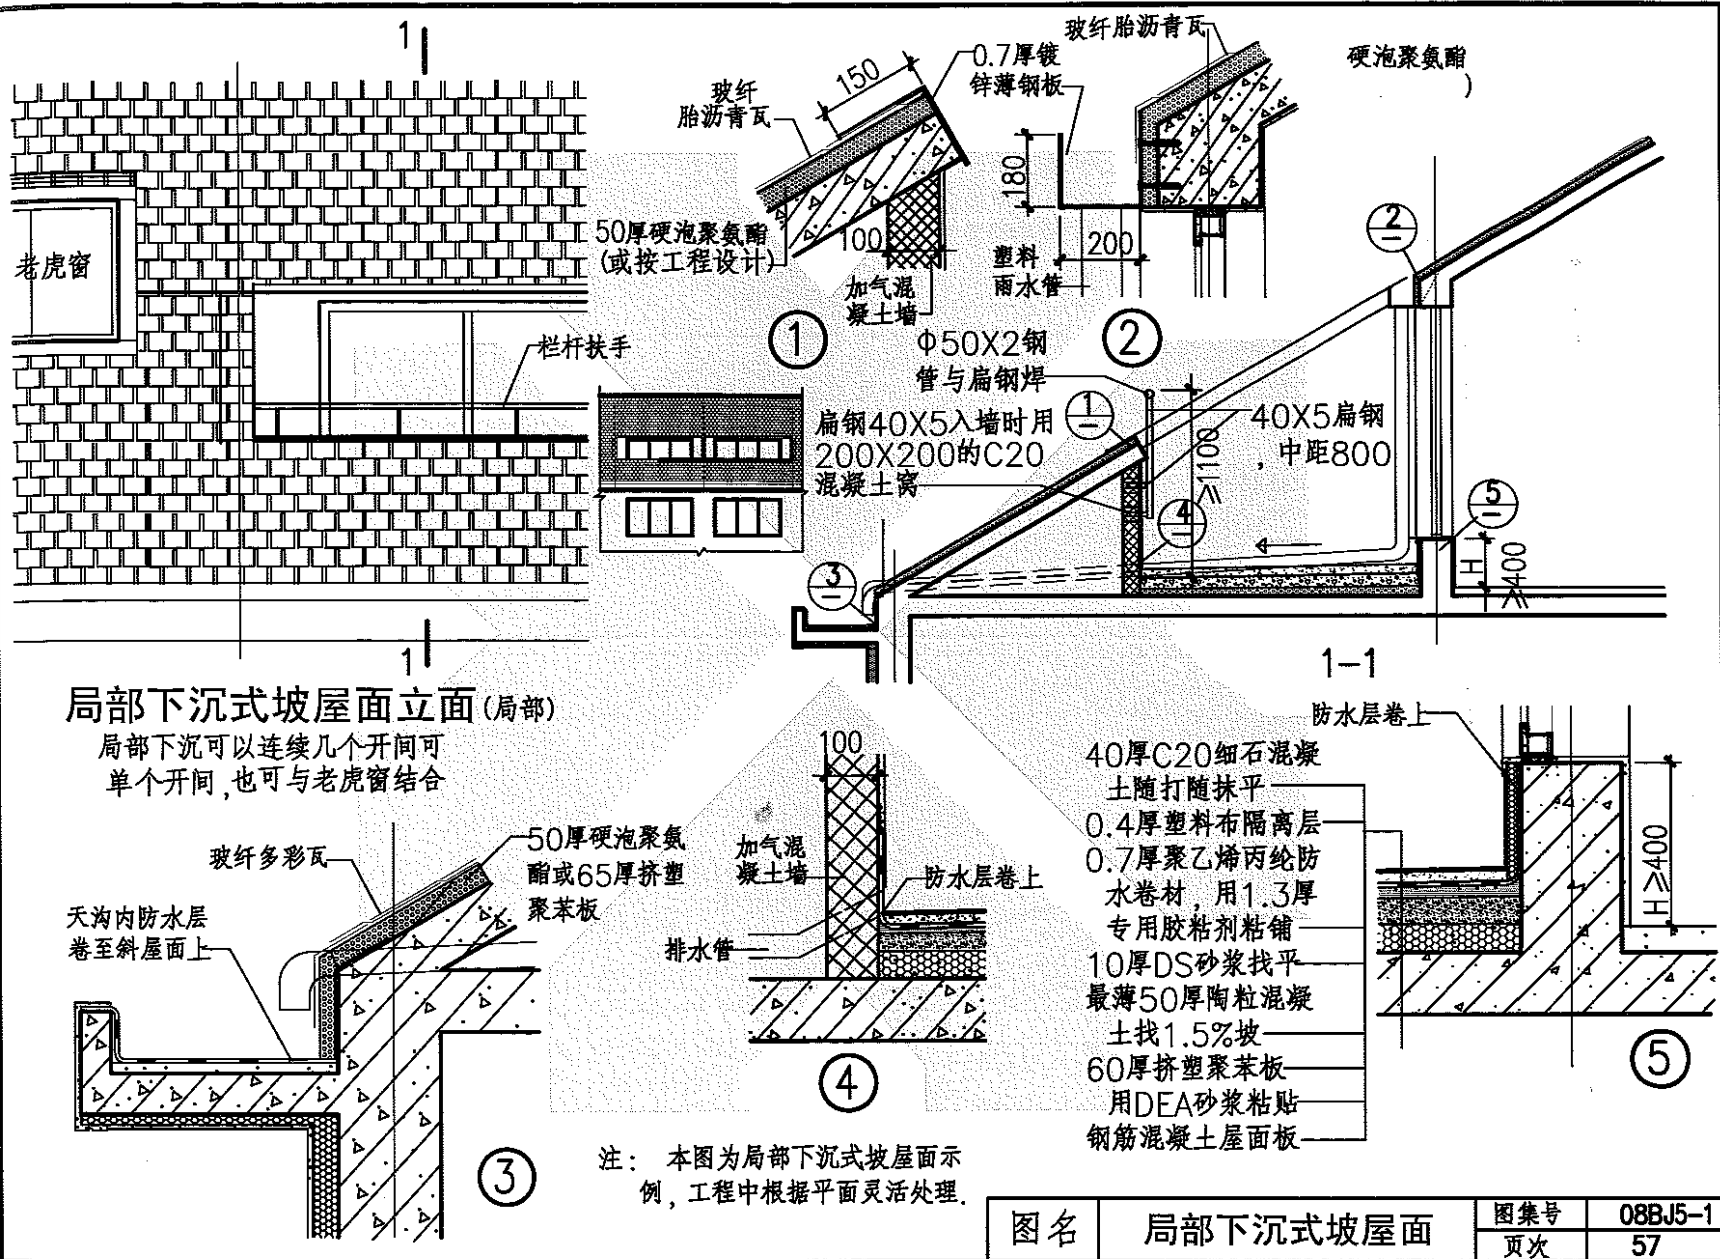 1
老虎窗
栏杆扶手
1
局部下沉式坡屋面立面(局部)
局部下沉可以连续几个开间可
单个开间,也可与老虎窗结合
玻纤
胎沥青瓦
150
0.7厚镀
锌薄钢板
50厚硬泡聚氨酯
(或按工程设计)
100
加气混
凝土墙
1
玻纤胎沥青瓦
硬泡聚氨酯
)
180
200
塑料
雨水管
2
Φ50X2钢
管与扁钢焊
扁钢40X5入墙时用
200X200的C20
混凝土窝
40X5扁钢
,中距800
≥1100
1
2
3
4
5
H
≥400
1-1
玻纤多彩瓦
50厚硬泡聚氨
酯或65厚挤塑
聚苯板
天沟内防水层
卷至斜屋面上
3
100
加气混
凝土墙
防水层卷上
排水管
4
防水层卷上
40厚C20细石混凝
土随打随抹平
0.4厚塑料布隔离层
0.7厚聚乙烯丙纶防
水卷材,用1.3厚
专用胶粘剂粘铺
10厚DS砂浆找平
最薄50厚陶粒混凝
土找1.5%坡
60厚挤塑聚苯板
用DEA砂浆粘贴
钢筋混凝土屋面板
H≥400
5
注: 本图为局部下沉式坡屋面示
例,工程中根据平面灵活处理.
图名 局部下沉式坡屋面 图集号 08BJ5-1
页次 57